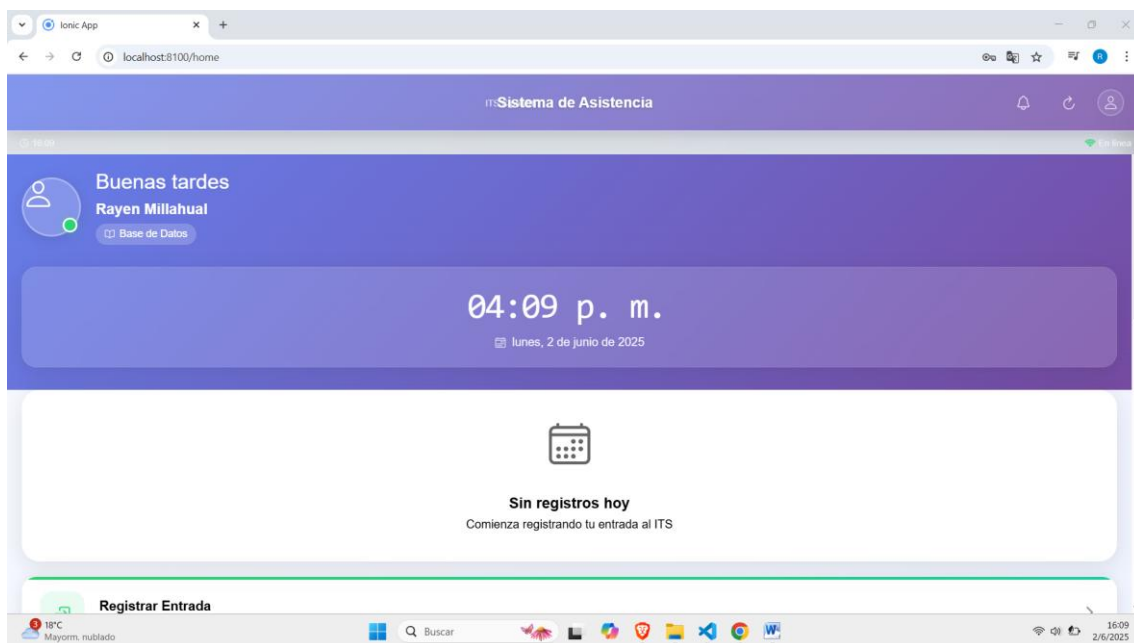 Ionic App
localhost:8100/home
R
Sistema de Asistencia
En línea
Buenas tardes
Rayen Millahual
Base de Datos
04:09 p. m.
lunes, 2 de junio de 2025
Sin registros hoy
Comienza registrando tu entrada al ITS
Registrar Entrada
3
18°C
Mayorm. nublado
Buscar
16:09
2/6/2025